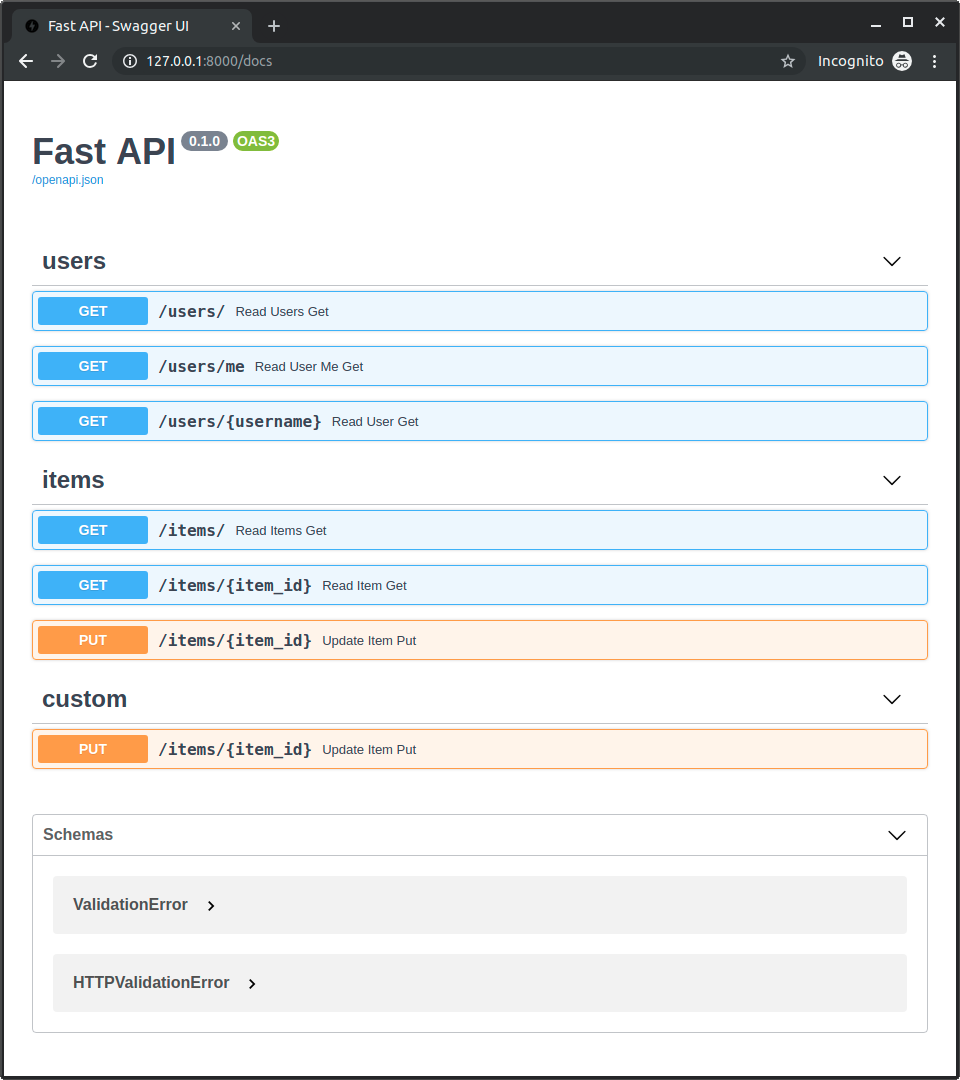 Fast API - Swagger UI
127.0.0.1:8000/docs
Incognito
Fast API 0.1.0 OAS3
/openapi.json
users
GET /users/ Read Users Get
GET /users/me Read User Me Get
GET /users/{username} Read User Get
items
GET /items/ Read Items Get
GET /items/{item_id} Read Item Get
PUT /items/{item_id} Update Item Put
custom
PUT /items/{item_id} Update Item Put
Schemas
ValidationError
HTTPValidationError